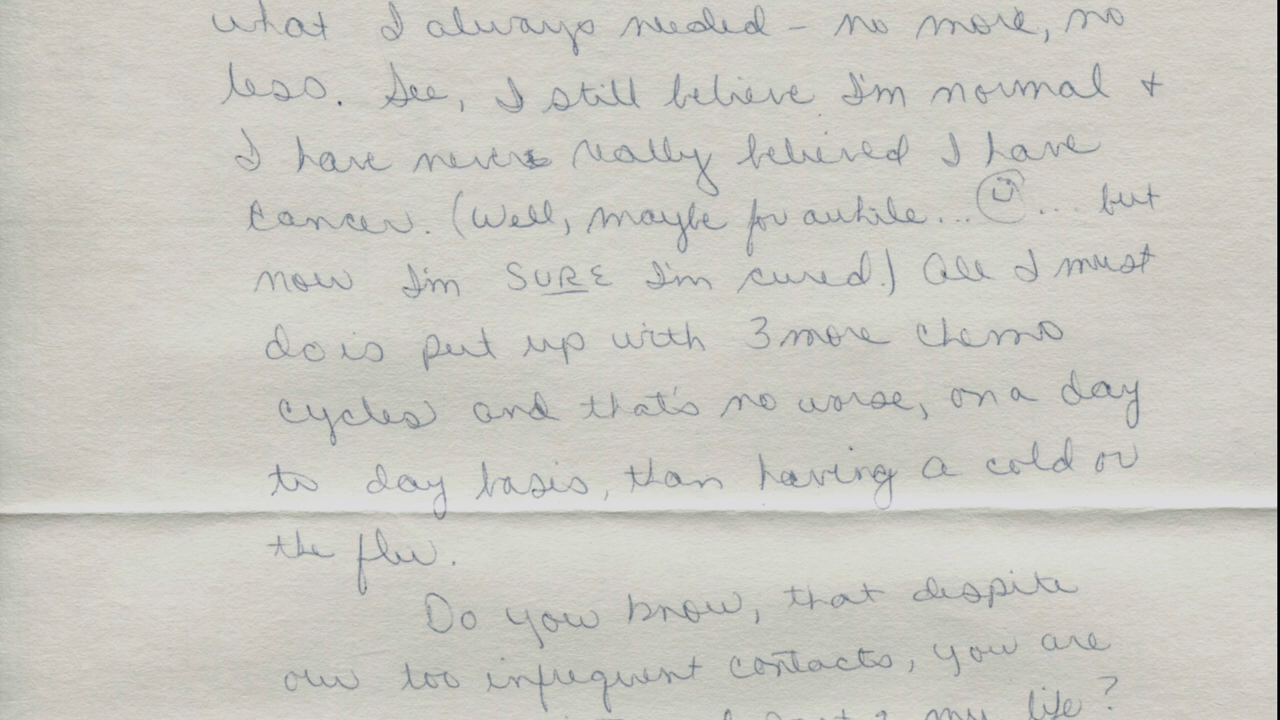 what I always needed - no more, no
less. See, I still believe I'm normal +
I have never really believed I have
cancer. (Well, maybe for awhile...☺... but
now I'm SURE I'm cured!) All I must
do is put up with 3 more chemo
cycles and that's no worse, on a day
to day basis, than having a cold or
the flu.
Do you know, that despite
our too infrequent contacts, you are
my life?